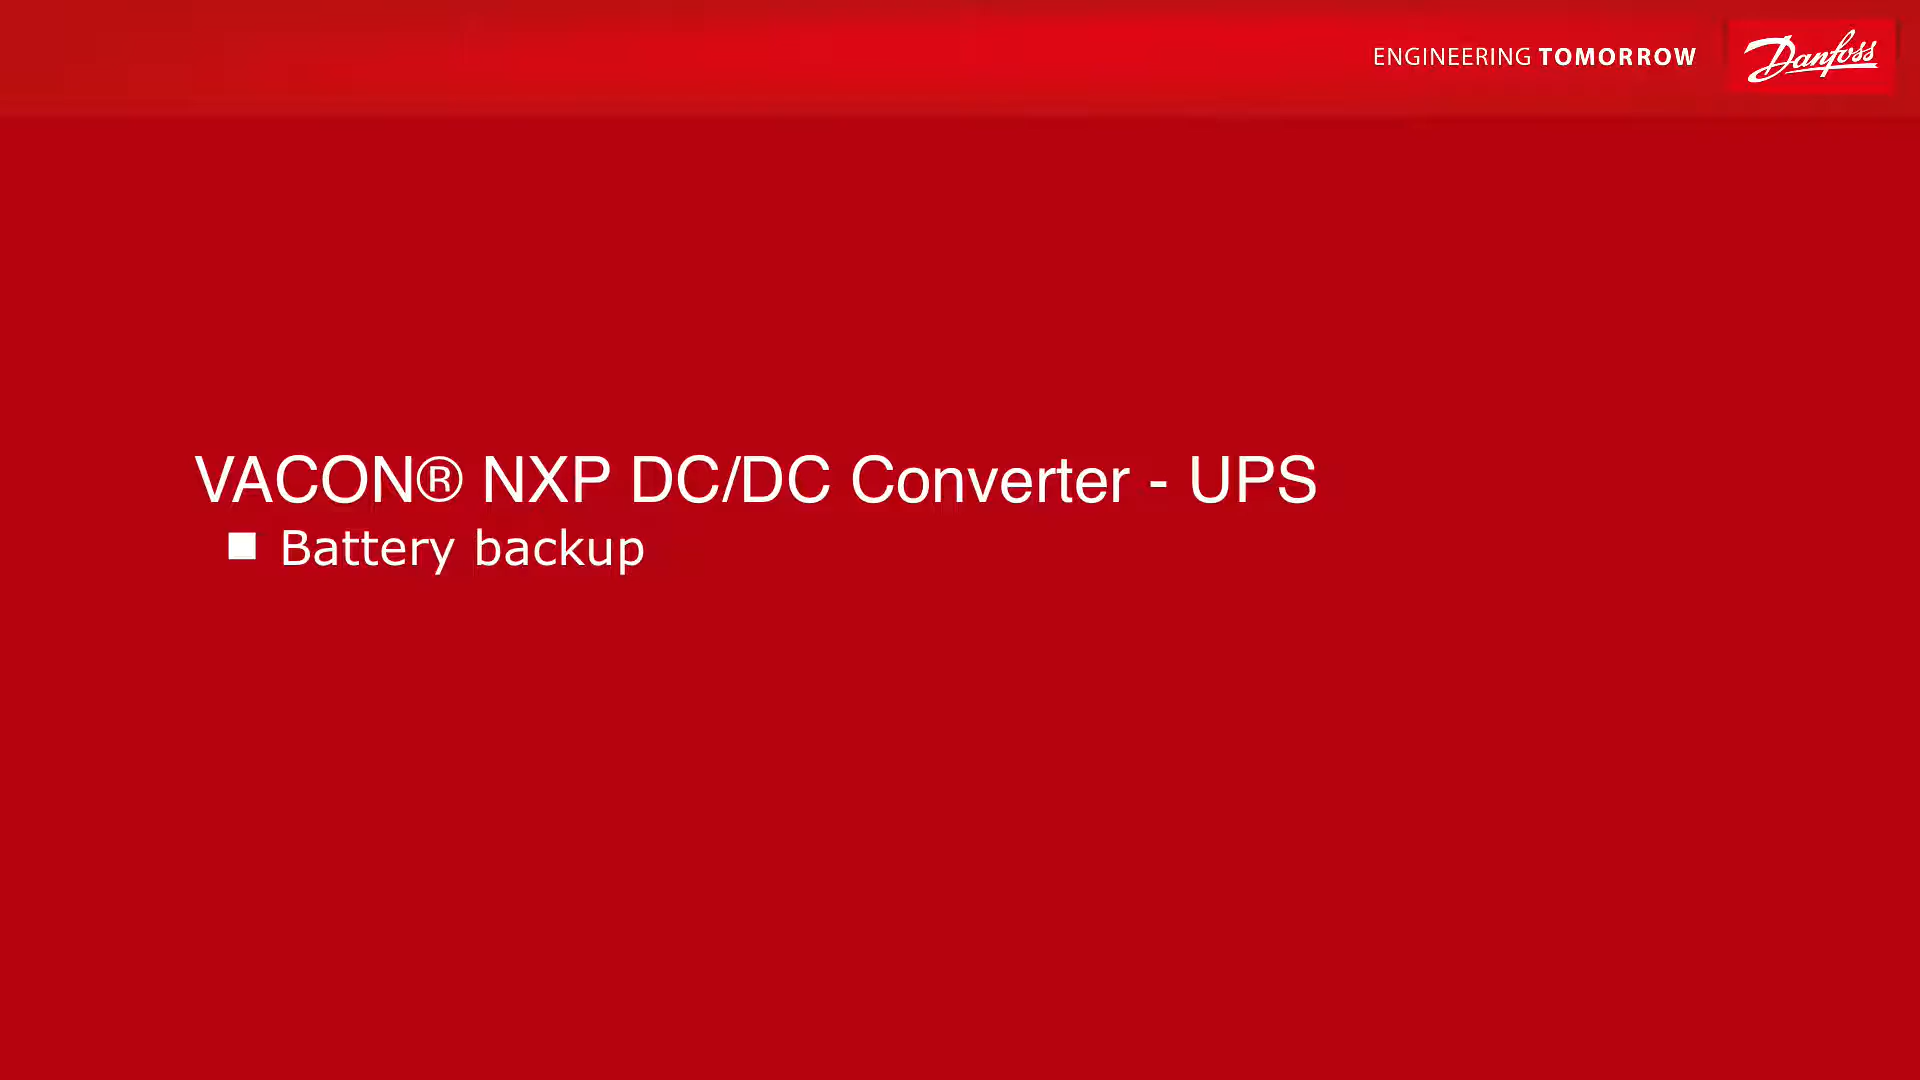 ENGINEERING TOMORROW
Danfoss
VACON® NXP DC/DC Converter - UPS
Battery backup